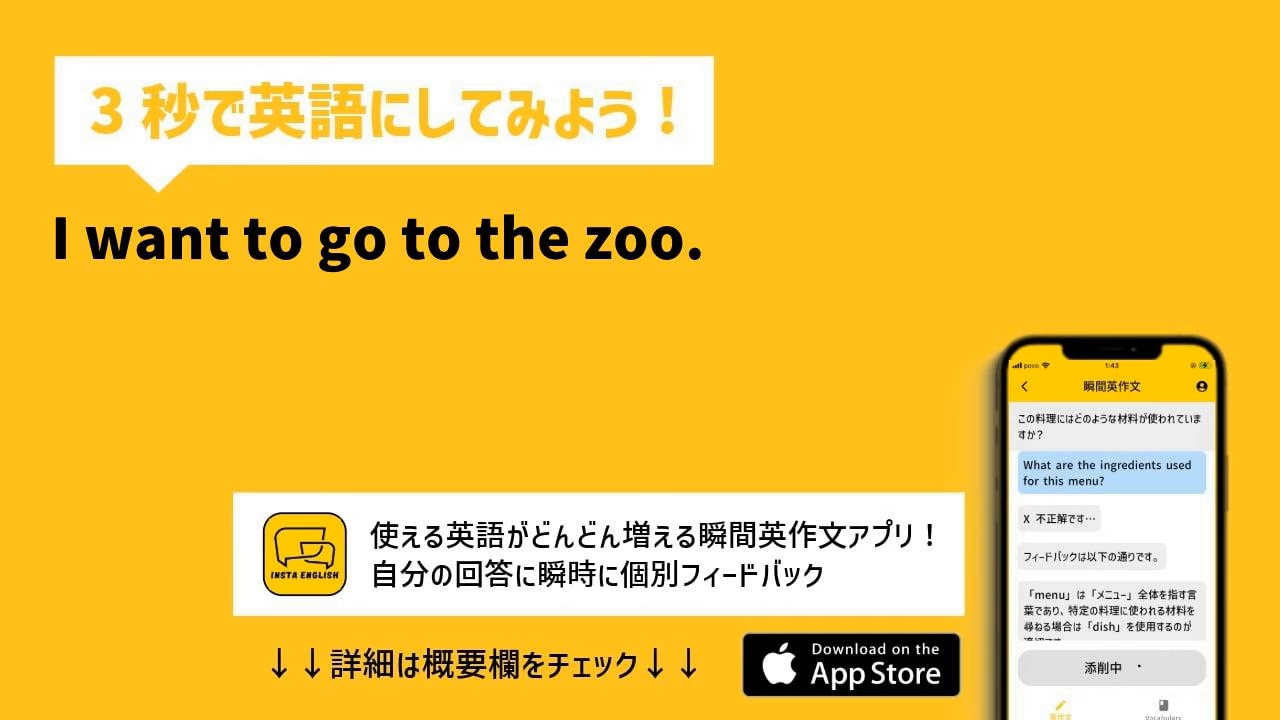 3秒で英語にしてみよう！
I want to go to the zoo.
povo
1:43
瞬間英作文
この料理にはどのような材料が使われていま
すか？
What are the ingredients used
for this menu?
X 不正解です…
フィードバックは以下の通りです。
「menu」は「メニュー」全体を指す言
葉であり、特定の料理に使われる材料を
尋ねる場合は「dish」を使用するのが
添削中
英作文
Vocabulary
INSTA ENGLISH
使える英語がどんどん増える瞬間英作文アプリ！
自分の回答に瞬時に個別フィードバック
↓↓詳細は概要欄をチェック↓↓
Download on the
App Store